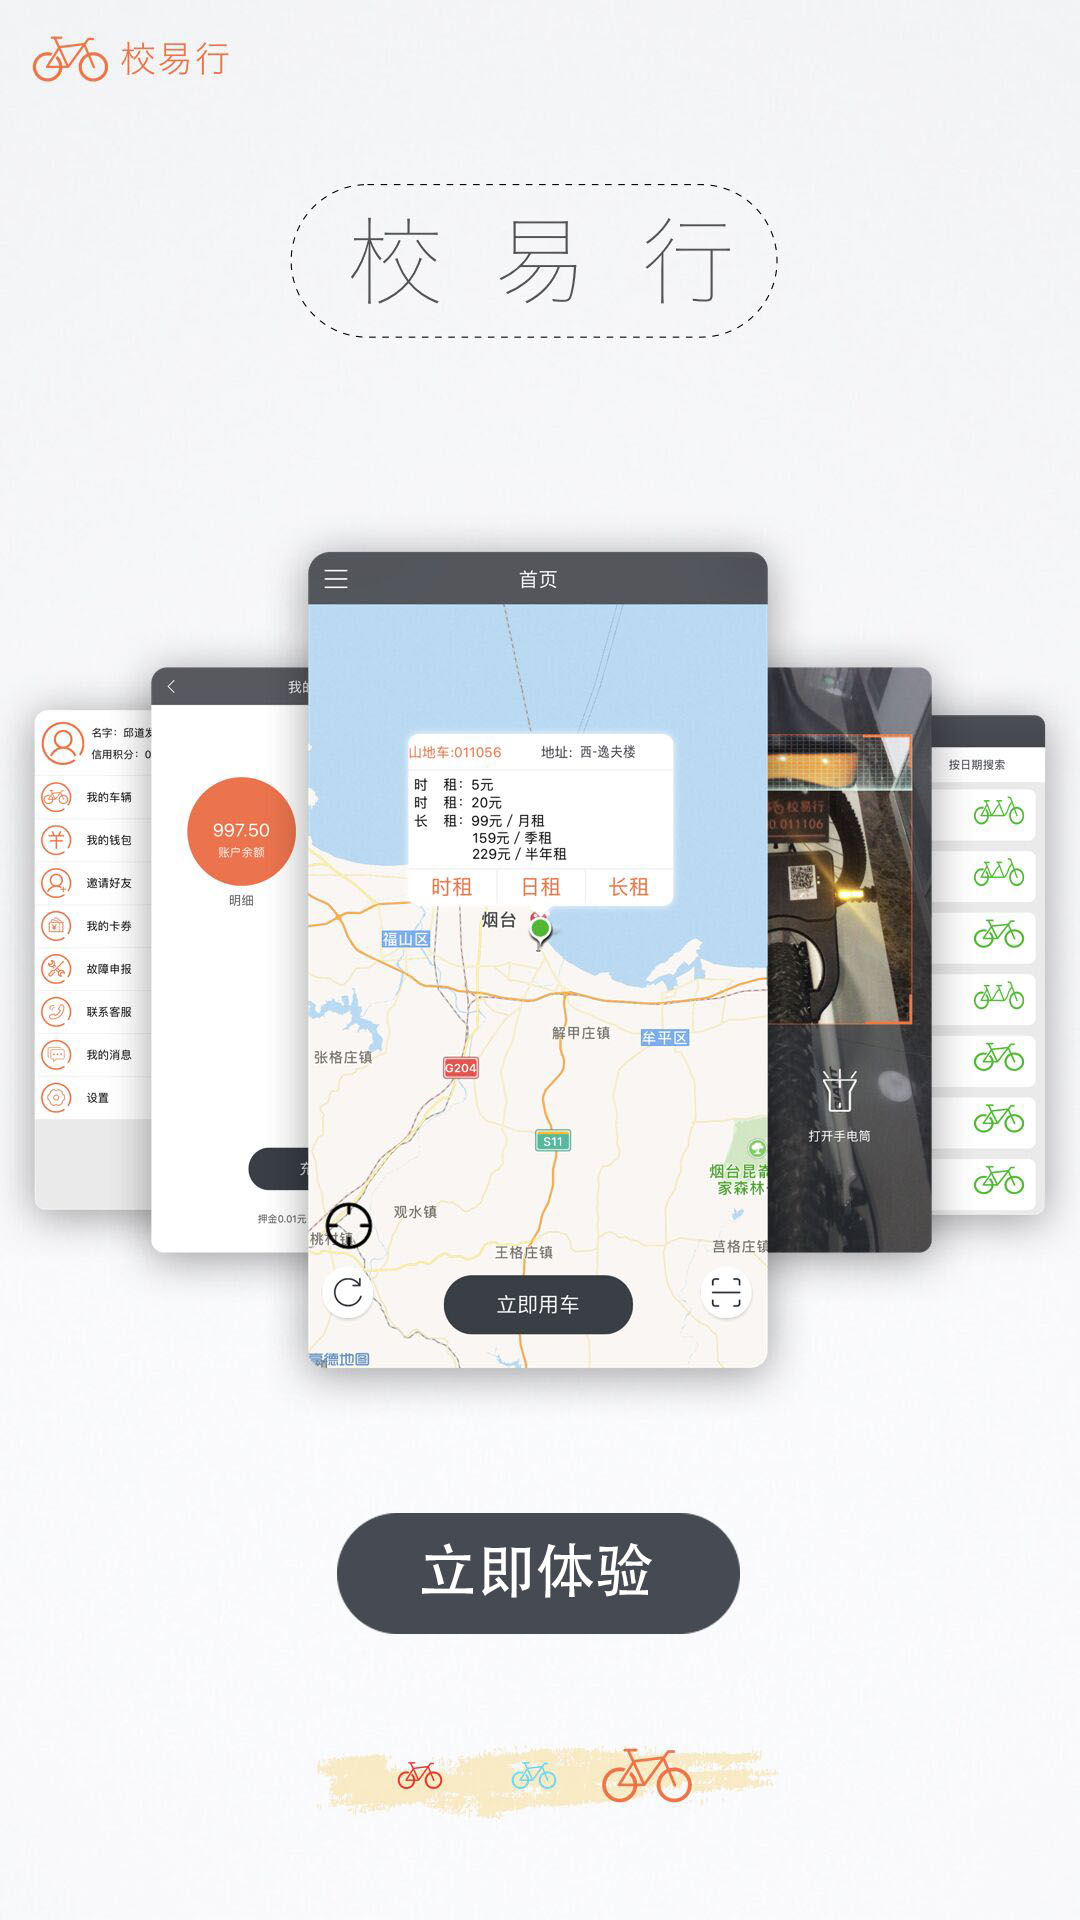 校易行
校易行
首页
我的
名字：邱道发
信用积分：0
我的车辆
我的钱包
邀请好友
我的卡券
故障申报
联系客服
我的消息
设置
997.50
账户余额
明细
充
押金0.01元
山地车:011056 地址：西-逸夫楼
时 租：5元
时 租：20元
长 租：99元 / 月租
159元 / 季租
229元 / 半年租
时租 日租 长租
烟台
福山区
解甲庄镇
牟平区
张格庄镇
G204
S11
烟台昆嵛
家森林
观水镇
桃村镇
王格庄镇
莒格庄镇
立即用车
高德地图
校易行
011106
打开手电筒
按日期搜索
立即体验